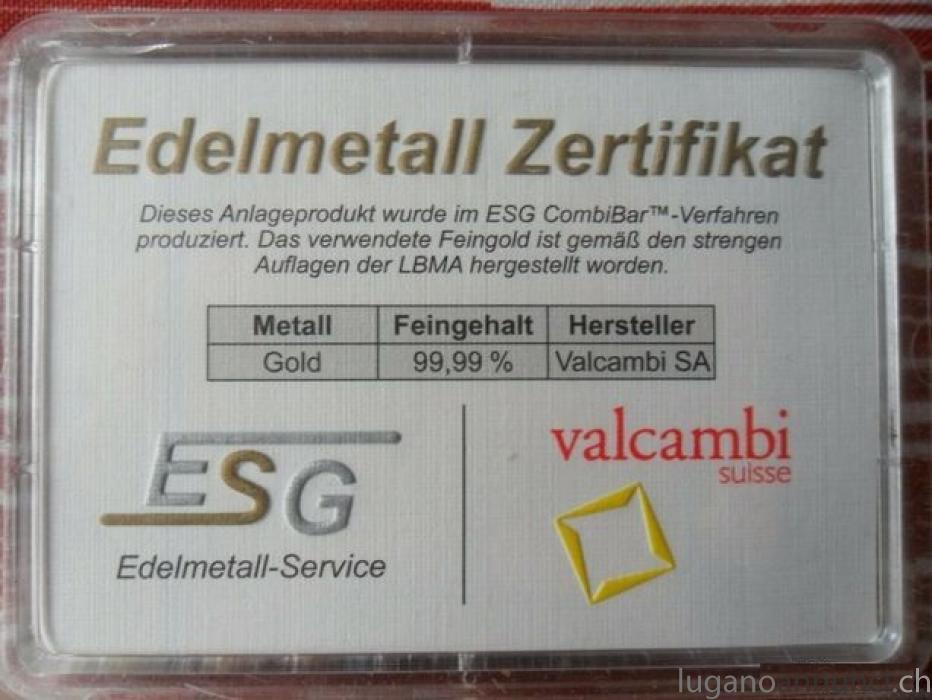 Edelmetall Zertifikat
Dieses Anlageprodukt wurde im ESG CombiBar™-Verfahren
produziert. Das verwendete Feingold ist gemäß den strengen
Auflagen der LBMA hergestellt worden.
Metall Feingehalt Hersteller
Gold 99,99 % Valcambi SA
ESG
Edelmetall-Service
valcambi
suisse
luganoannunci.ch